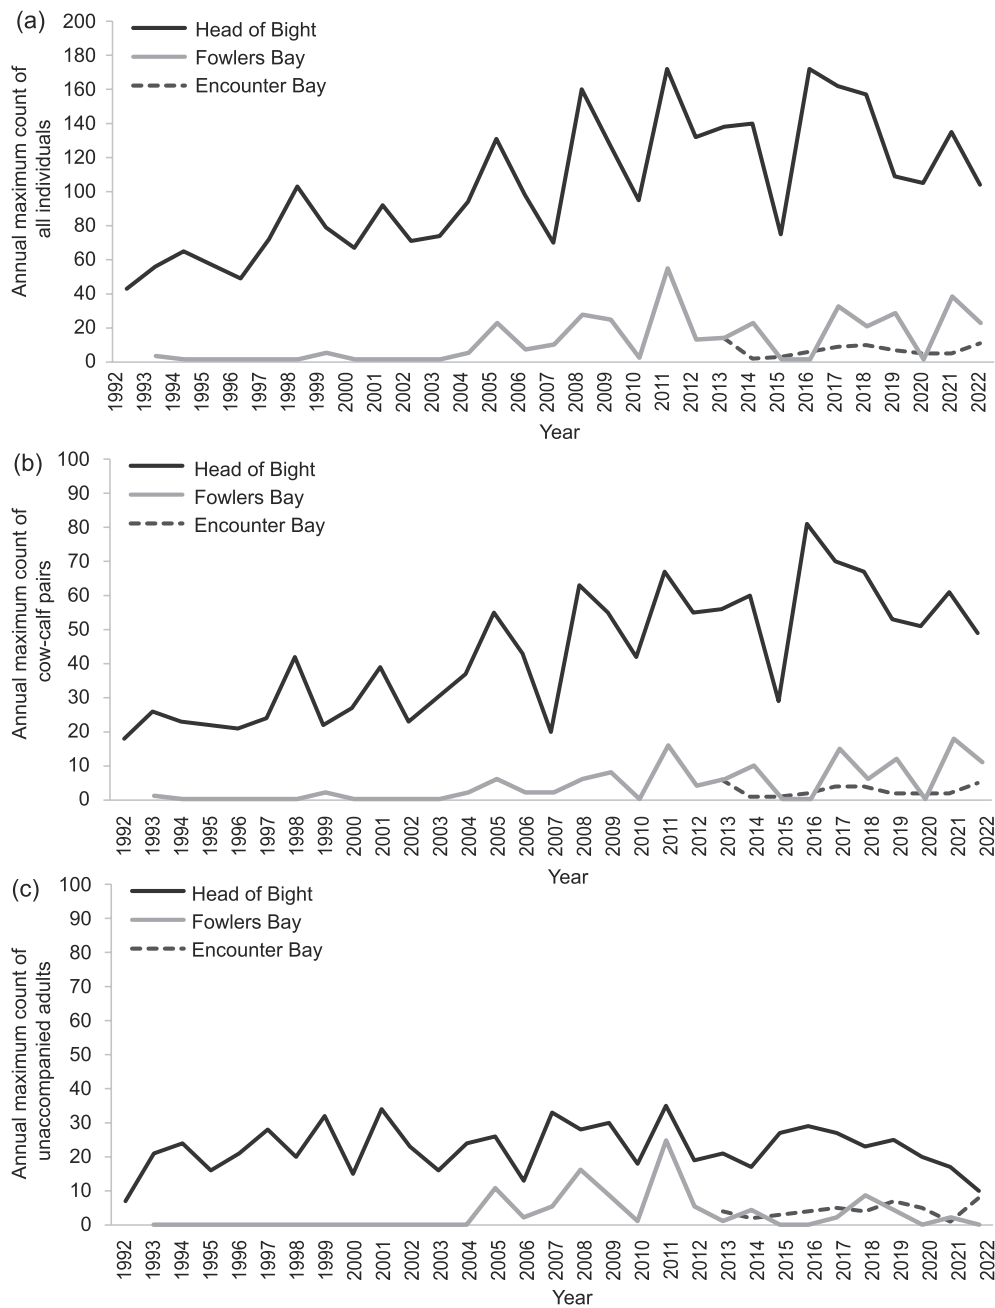 (a)
Annual maximum count of
all individuals
200
180
160
140
120
100
80
60
40
20
0
Head of Bight
Fowlers Bay
Encounter Bay
1992 1993 1994 1995 1996 1997 1998 1999 2000 2001 2002 2003 2004 2005 2006 2007 2008 2009 2010 2011 2012 2013 2014 2015 2016 2017 2018 2019 2020 2021 2022
Year
(b)
Annual maximum count of
cow-calf pairs
100
90
80
70
60
50
40
30
20
10
0
Head of Bight
Fowlers Bay
Encounter Bay
1992 1993 1994 1995 1996 1997 1998 1999 2000 2001 2002 2003 2004 2005 2006 2007 2008 2009 2010 2011 2012 2013 2014 2015 2016 2017 2018 2019 2020 2021 2022
Year
(c)
Annual maximum count of
unaccompanied adults
100
90
80
70
60
50
40
30
20
10
0
Head of Bight
Fowlers Bay
Encounter Bay
1992 1993 1994 1995 1996 1997 1998 1999 2000 2001 2002 2003 2004 2005 2006 2007 2008 2009 2010 2011 2012 2013 2014 2015 2016 2017 2018 2019 2020 2021 2022
Year